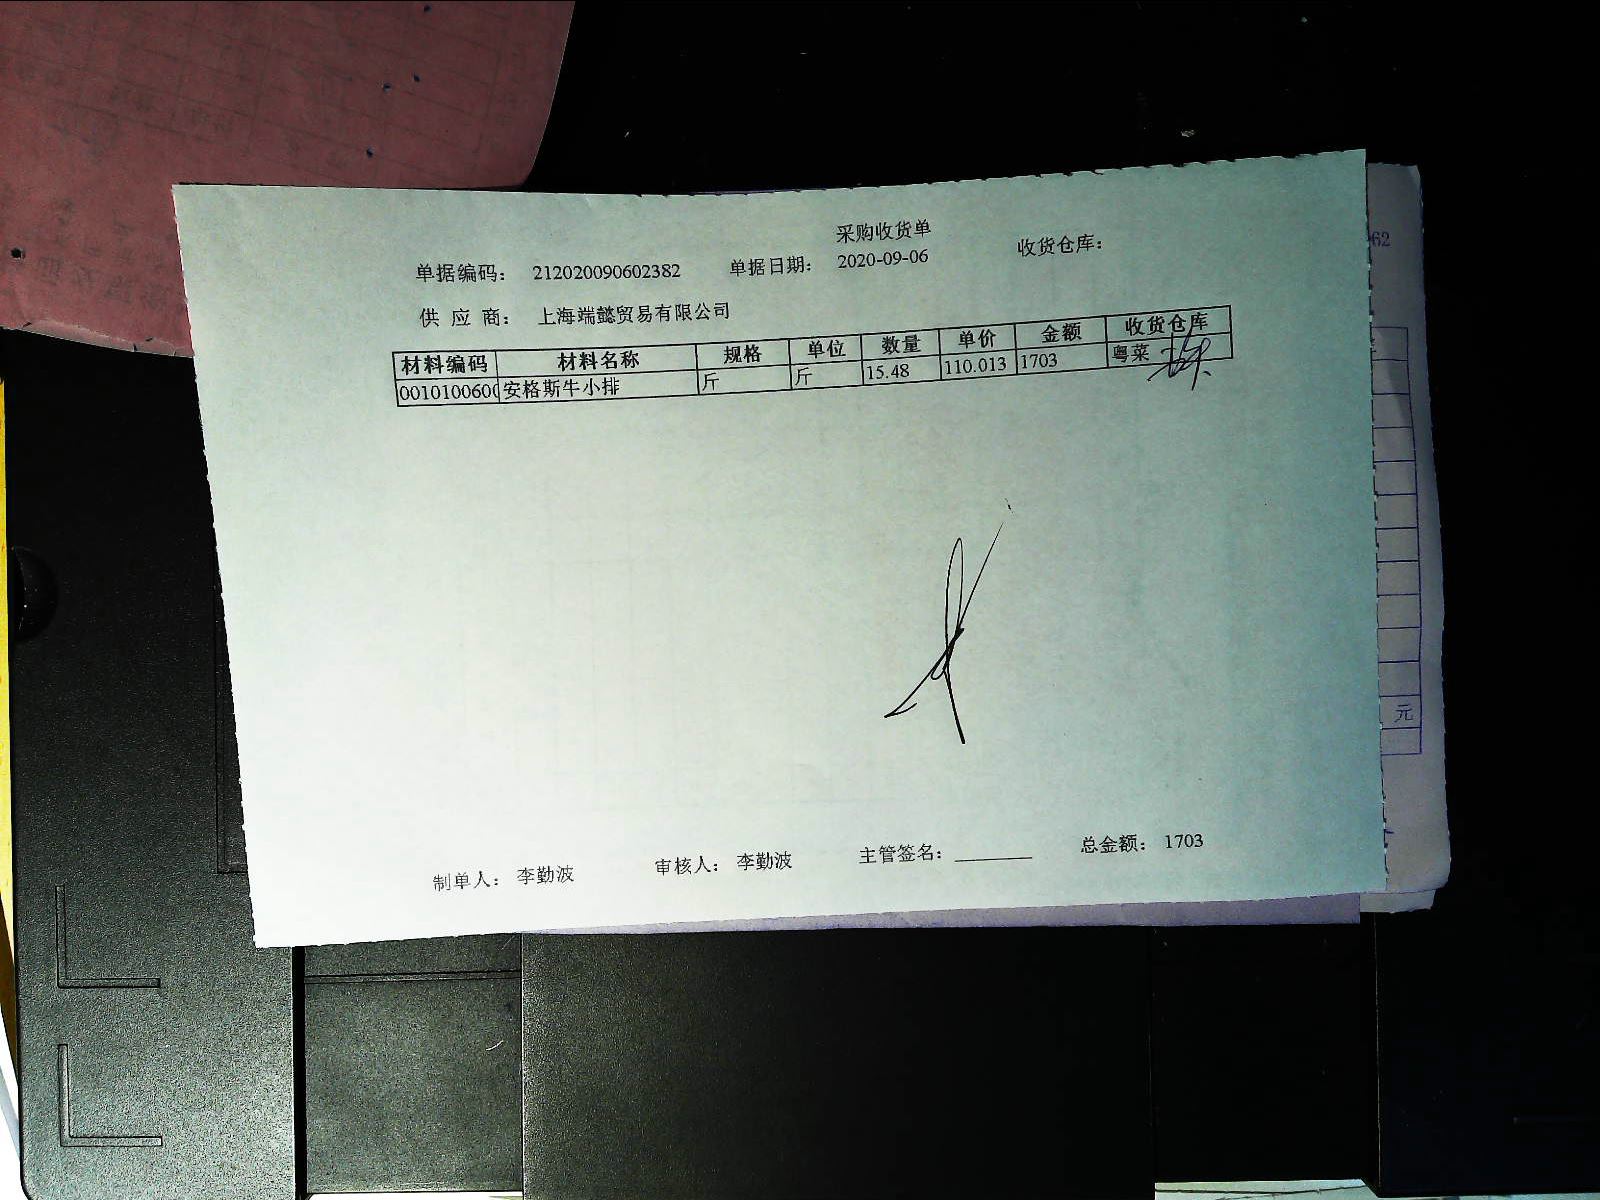 采购收货单
单据编码： 212020090602382 单据日期： 2020-09-06 收货仓库：
供 应 商： 上海端懿贸易有限公司
材料编码 材料名称 规格 单位 数量 单价 金额 收货仓库
0010100600 安格斯牛小排 斤 斤 15.48 110.013 1703 粤菜
制单人： 李勤波 审核人： 李勤波 主管签名： 总金额： 1703
62
元